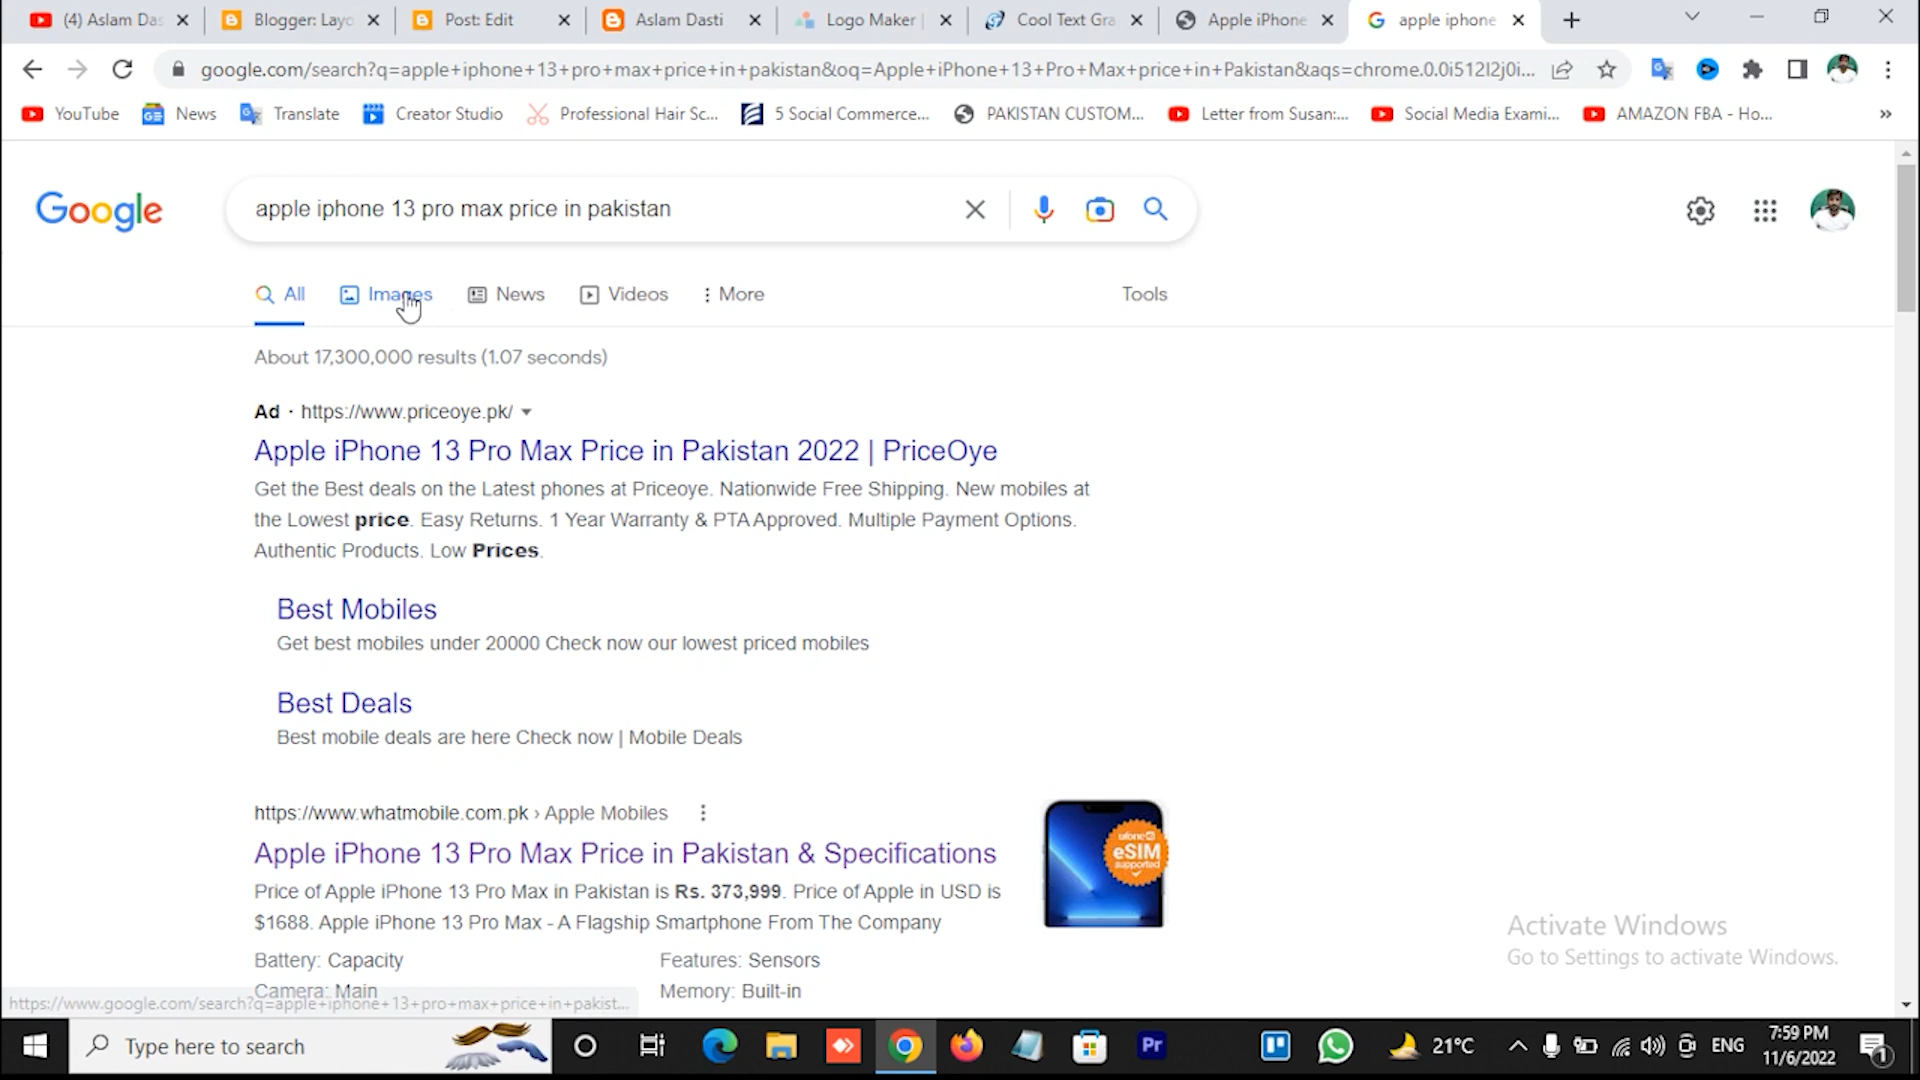 (4) Aslam Das
Blogger: Layo
Post: Edit
Aslam Dasti
Logo Maker |
Cool Text Gra
Apple iPhone
apple iphone
google.com/search?q=apple+iphone+13+pro+max+price+in+pakistan&oq=Apple+iPhone+13+Pro+Max+price+in+Pakistan&aqs=chrome.0.0i512l2j0i...
YouTube
News
Translate
Creator Studio
Professional Hair Sc...
5 Social Commerce...
PAKISTAN CUSTOM...
Letter from Susan:...
Social Media Exami...
AMAZON FBA - Ho...
»
Google
apple iphone 13 pro max price in pakistan
All
Images
News
Videos
More
Tools
About 17,300,000 results (1.07 seconds)
Ad · https://www.priceoye.pk/
Apple iPhone 13 Pro Max Price in Pakistan 2022 | PriceOye
Get the Best deals on the Latest phones at Priceoye. Nationwide Free Shipping. New mobiles at
the Lowest price. Easy Returns. 1 Year Warranty & PTA Approved. Multiple Payment Options.
Authentic Products. Low Prices.
Best Mobiles
Get best mobiles under 20000 Check now our lowest priced mobiles
Best Deals
Best mobile deals are here Check now | Mobile Deals
https://www.whatmobile.com.pk › Apple Mobiles
Apple iPhone 13 Pro Max Price in Pakistan & Specifications
ufone
eSIM
supported
Price of Apple iPhone 13 Pro Max in Pakistan is Rs. 373,999. Price of Apple in USD is
$1688. Apple iPhone 13 Pro Max - A Flagship Smartphone From The Company
Battery: Capacity
Features: Sensors
Camera: Main
Memory: Built-in
Activate Windows
Go to Settings to activate Windows.
https://www.google.com/search?q=apple+iphone+13+pro+max+price+in+pakist...
Type here to search
Pr
21°C
ENG
7:59 PM
11/6/2022
1